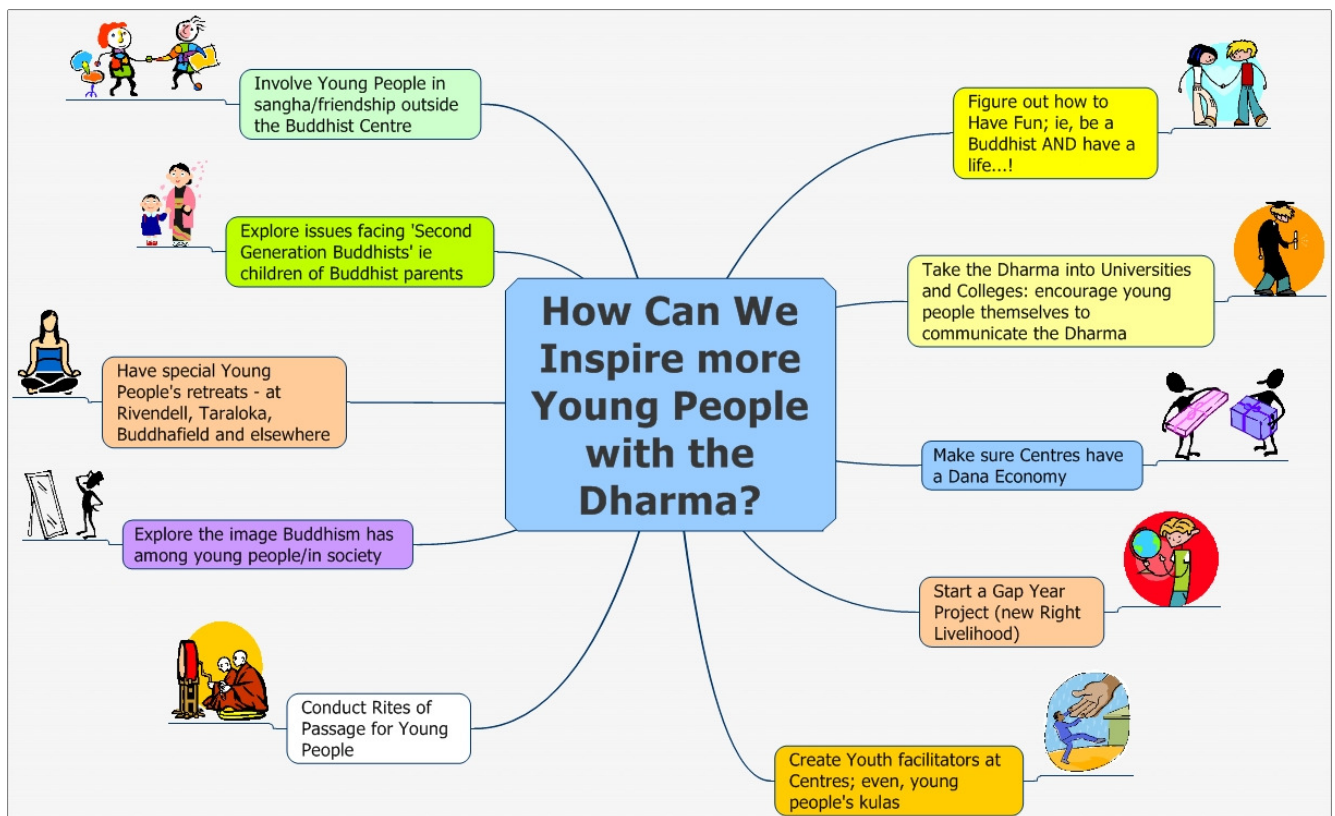 How Can We
Inspire more
Young People
with the
Dharma?
Figure out how to
Have Fun; ie, be a
Buddhist AND have a
life...!
Take the Dharma into Universities
and Colleges: encourage young
people themselves to
communicate the Dharma
Make sure Centres have
a Dana Economy
Start a Gap Year
Project (new Right
Livelihood)
Create Youth facilitators at
Centres; even, young
people's kulas
Conduct Rites of
Passage for Young
People
Explore the image Buddhism has
among young people/in society
Have special Young
People's retreats - at
Rivendell, Taraloka,
Buddhafield and elsewhere
Explore issues facing 'Second
Generation Buddhists' ie
children of Buddhist parents
Involve Young People in
sangha/friendship outside
the Buddhist Centre